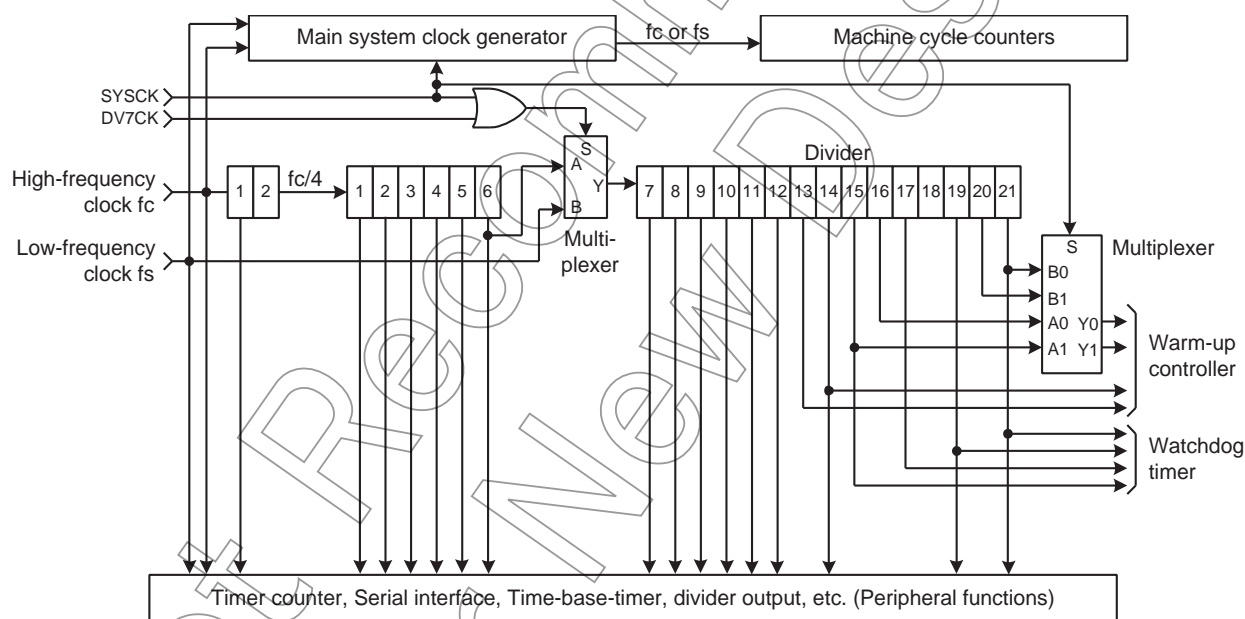 Main system clock generator
fc or fs
Machine cycle counters
SYSCK
DV7CK
S
A
Y
B
Multi-
plexer
High-frequency
clock fc
1 2
fc/4
1 2 3 4 5 6
Divider
7 8 9 10 11 12 13 14 15 16 17 18 19 20 21
Low-frequency
clock fs
S
Multiplexer
B0
B1
A0 Y0
A1 Y1
Warm-up
controller
Watchdog
timer
Timer counter, Serial interface, Time-base-timer, divider output, etc. (Peripheral functions)